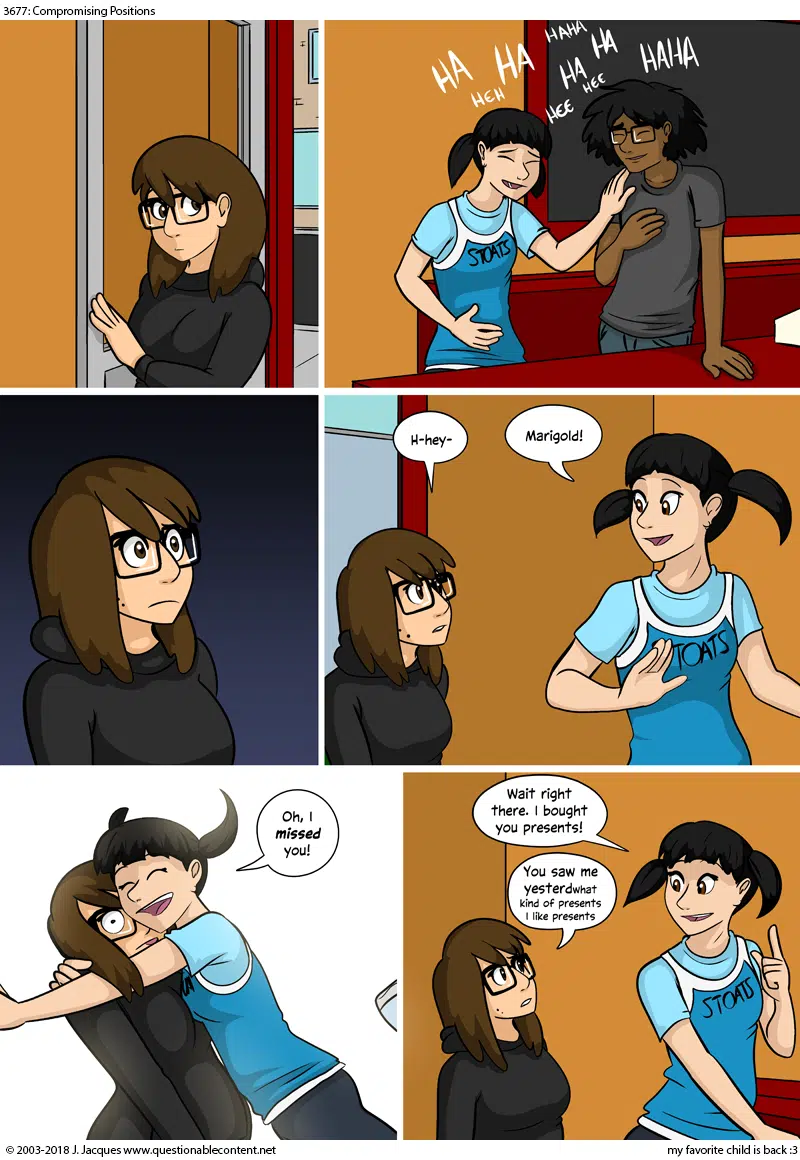 3677: Compromising Positions
HA
HEH
HA
HAHA
HA
HA
HEE
HEE
HAHA
STOATS
H-hey-
Marigold!
TOATS
Oh, I
missed
you!
Wait right
there. I bought
you presents!
You saw me
yesterdwhat
kind of presents
I like presents
STOATS
© 2003-2018 J. Jacques www.questionablecontent.net
my favorite child is back :3